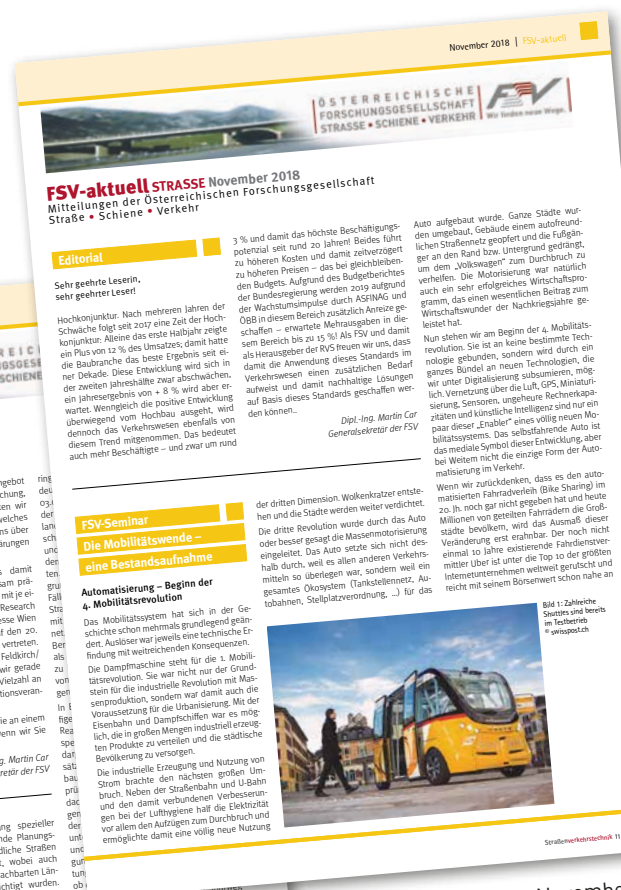 November 2018 | FSV-aktuell
ÖSTERREICHISCHE
FORSCHUNGSGESELLSCHAFT
STRASSE • SCHIENE • VERKEHR
FSV
Wir finden neue Wege.
FSV-aktuell STRASSE November 2018
Mitteilungen der Österreichischen Forschungsgesellschaft
Straße • Schiene • Verkehr
Editorial
Sehr geehrte Leserin,
sehr geehrter Leser!
Hochkonjunktur. Nach mehreren Jahren der
Schwäche folgt seit 2017 eine Zeit der Hoch-
konjunktur: Alleine das erste Halbjahr zeigte
ein Plus von 12 % des Umsatzes; damit hatte
die Baubranche das beste Ergebnis seit ei-
ner Dekade. Diese Entwicklung wird sich in
der zweiten Jahreshälfte zwar abschwächen,
ein Jahresergebnis von + 8 % wird aber er-
wartet. Wenngleich die positive Entwicklung
überwiegend vom Hochbau ausgeht, wird
dennoch das Verkehrswesen ebenfalls von
diesem Trend mitgenommen. Das bedeutet
auch mehr Beschäftigte – und zwar um rund
3 % und damit das höchste Beschäftigungs-
potenzial seit rund 20 Jahren! Beides führt
zu höheren Kosten und damit zeitverzögert
zu höheren Preisen – das bei gleichbleiben-
den Budgets. Aufgrund des Budgetberichtes
der Bundesregierung werden 2019 aufgrund
der Wachstumsimpulse durch ASFINAG und
ÖBB in diesem Bereich zusätzlich Anreize ge-
schaffen – erwartete Mehrausgaben in die-
sem Bereich bis zu 15 %! Als FSV und damit
als Herausgeber der RVS freuen wir uns, dass
damit die Anwendung dieses Standards im
Verkehrswesen einen zusätzlichen Bedarf
aufweist und damit nachhaltige Lösungen
auf Basis dieses Standards geschaffen wer-
den können..
Dipl.-Ing. Martin Car
Generalsekretär der FSV
FSV-Seminar
Die Mobilitätswende –
eine Bestandsaufnahme
Automatisierung – Beginn der
4. Mobilitätsrevolution
Das Mobilitätssystem hat sich in der Ge-
schichte schon mehrmals grundlegend geän-
dert. Auslöser war jeweils eine technische Er-
findung mit weitreichenden Konsequenzen.
Die Dampfmaschine steht für die 1. Mobili-
tätsrevolution. Sie war nicht nur der Grund-
stein für die industrielle Revolution mit Mas-
senproduktion, sondern war damit auch die
Voraussetzung für die Urbanisierung. Mit der
Eisenbahn und Dampfschiffen war es mög-
lich, die in großen Mengen industriell erzeug-
ten Produkte zu verteilen und die städtische
Bevölkerung zu versorgen.
Die industrielle Erzeugung und Nutzung von
Strom brachte den nächsten großen Um-
bruch. Neben der Straßenbahn und U-Bahn
und den damit verbundenen Verbesserun-
gen bei der Lufthygiene half die Elektrizität
vor allem den Aufzügen zum Durchbruch und
ermöglichte damit eine völlig neue Nutzung
der dritten Dimension. Wolkenkratzer entste-
hen und die Städte werden weiter verdichtet.
Die dritte Revolution wurde durch das Auto
oder besser gesagt die Massenmotorisierung
eingeleitet. Das Auto setzte sich nicht des-
halb durch, weil es allen anderen Verkehrs-
mitteln so überlegen war, sondern weil ein
gesamtes Ökosystem (Tankstellennetz, Au-
tobahnen, Stellplatzverordnung, ...) für das
Auto aufgebaut wurde. Ganze Städte wur-
den umgebaut, Gebäude einem autofreund-
lichen Straßennetz geopfert und die Fußgän-
ger an den Rand bzw. Untergrund gedrängt,
um dem „Volkswagen“ zum Durchbruch zu
verhelfen. Die Motorisierung war natürlich
auch ein sehr erfolgreiches Wirtschaftspro-
gramm, das einen wesentlichen Beitrag zum
Wirtschaftswunder der Nachkriegsjahre ge-
leistet hat.
Nun stehen wir am Beginn der 4. Mobilitäts-
revolution. Sie ist an keine bestimmte Tech-
nologie gebunden, sondern wird durch ein
ganzes Bündel an neuen Technologien, die
wir unter Digitalisierung subsumieren, mög-
lich. Vernetzung über die Luft, GPS, Miniaturi-
sierung, Sensoren, ungeheure Rechnerkapa-
zitäten und künstliche Intelligenz sind nur ein
paar dieser „Enabler“ eines völlig neuen Mo-
bilitätssystems. Das selbstfahrende Auto ist
das mediale Symbol dieser Entwicklung, aber
bei Weitem nicht die einzige Form der Auto-
matisierung im Verkehr.
Wenn wir zurückdenken, dass es den auto-
matisierten Fahrradverleih (Bike Sharing) im
20. Jh. noch gar nicht gegeben hat und heute
Millionen von geteilten Fahrrädern die Groß-
städte bevölkern, wird das Ausmaß dieser
Veränderung erst erahnbar. Der noch nicht
einmal 10 Jahre existierende Fahrdienstver-
mittler Uber ist unter die Top 10 der größten
Internetunternehmen weltweit gerutscht und
reicht mit seinem Börsenwert schon nahe an
Bild 1: Zahlreiche
Shuttles sind bereits
im Testbetrieb
© swisspost.ch
Straßenverkehrstechnik 11